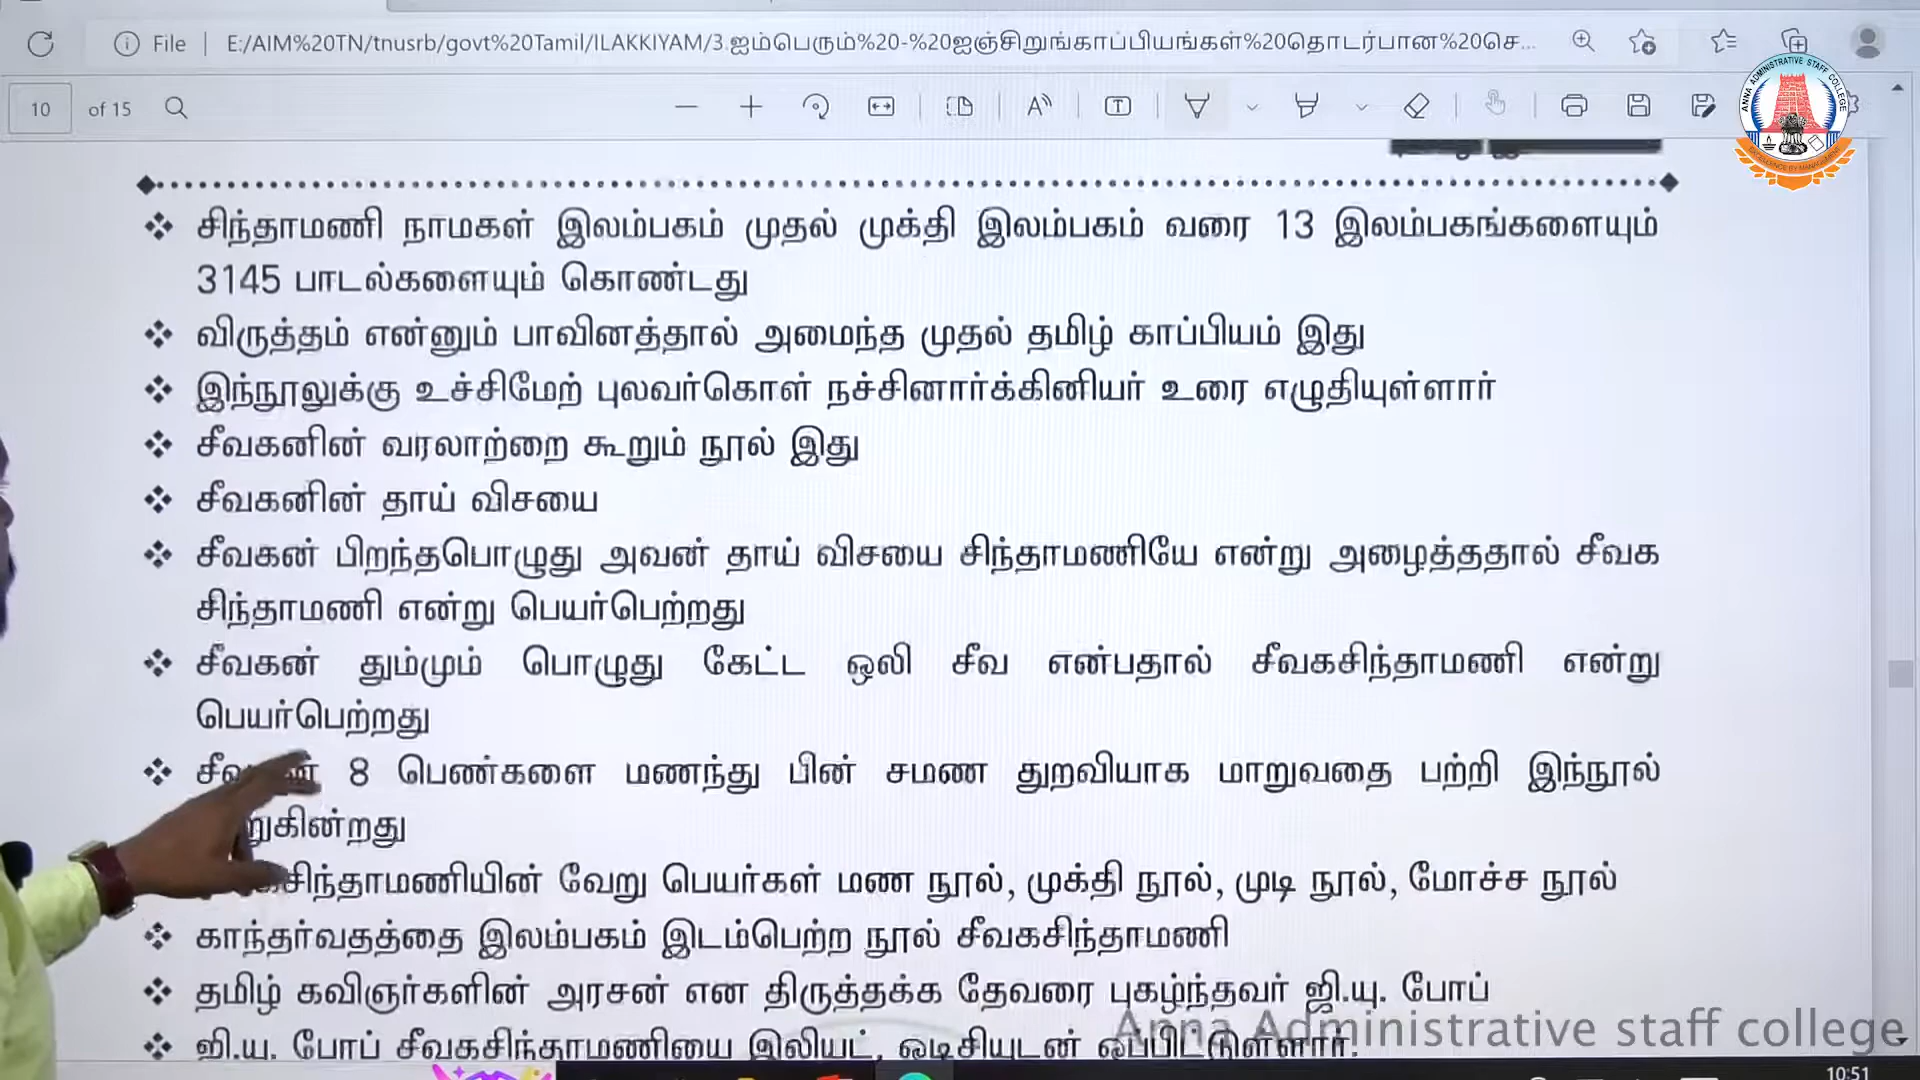 File
E:/AIM%20TN/tnusrb/govt%20Tamil/ILAKKIYAM/3.ஐம்பெரும்%20-%20ஐஞ்சிறுங்காப்பியங்கள்%20தொடர்பான%20செ...
10 of 15
ANNA ADMINISTRATIVE STAFF COLLEGE
சிந்தாமணி நாமகள் இலம்பகம் முதல் முக்தி இலம்பகம் வரை 13 இலம்பகங்களையும்
3145 பாடல்களையும் கொண்டது
விருத்தம் என்னும் பாவினத்தால் அமைந்த முதல் தமிழ் காப்பியம் இது
இந்நூலுக்கு உச்சிமேற் புலவர்கொள் நச்சினார்க்கினியர் உரை எழுதியுள்ளார்
சீவகனின் வரலாற்றை கூறும் நூல் இது
சீவகனின் தாய் விசயை
சீவகன் பிறந்தபொழுது அவன் தாய் விசயை சிந்தாமணியே என்று அழைத்ததால் சீவக
சிந்தாமணி என்று பெயர்பெற்றது
சீவகன் தும்மும் பொழுது கேட்ட ஒலி சீவ என்பதால் சீவகசிந்தாமணி என்று
பெயர்பெற்றது
8 பெண்களை மணந்து பின் சமண துறவியாக மாறுவதை பற்றி இந்நூல்
வேறு பெயர்கள் மண நூல், முக்தி நூல், முடி நூல், மோச்ச நூல்
காந்தர்வதத்தை இலம்பகம் இடம்பெற்ற நூல் சீவகசிந்தாமணி
தமிழ் கவிஞர்களின் அரசன் என திருத்தக்க தேவரை புகழ்ந்தவர் ஜி.யு. போப்
ஜி.யு. போப் சீவகசிந்தாமணியை இலியட், ஒடிசியுடன் ஒப்பிட்டுள்ளார்.
Anna Administrative staff college
10:51